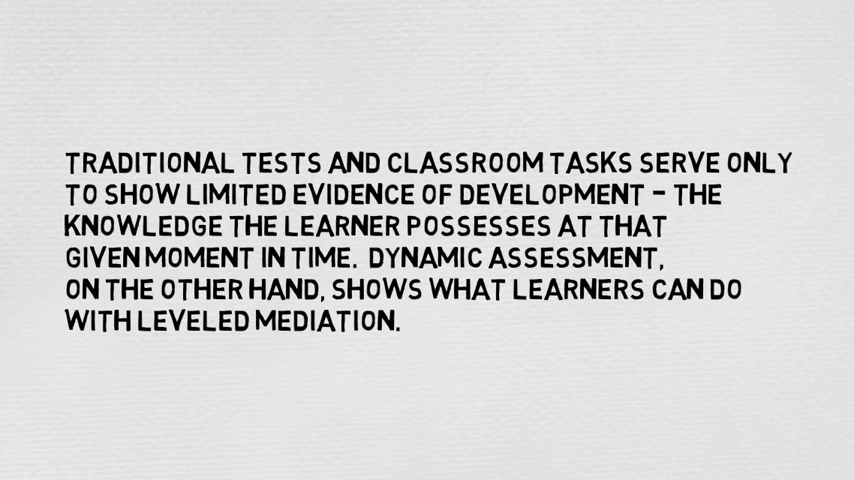 TRADITIONAL TESTS AND CLASSROOM TASKS SERVE ONLY
TO SHOW LIMITED EVIDENCE OF DEVELOPMENT – THE
KNOWLEDGE THE LEARNER POSSESSES AT THAT
GIVEN MOMENT IN TIME. DYNAMIC ASSESSMENT,
ON THE OTHER HAND, SHOWS WHAT LEARNERS CAN DO
WITH LEVELED MEDIATION.